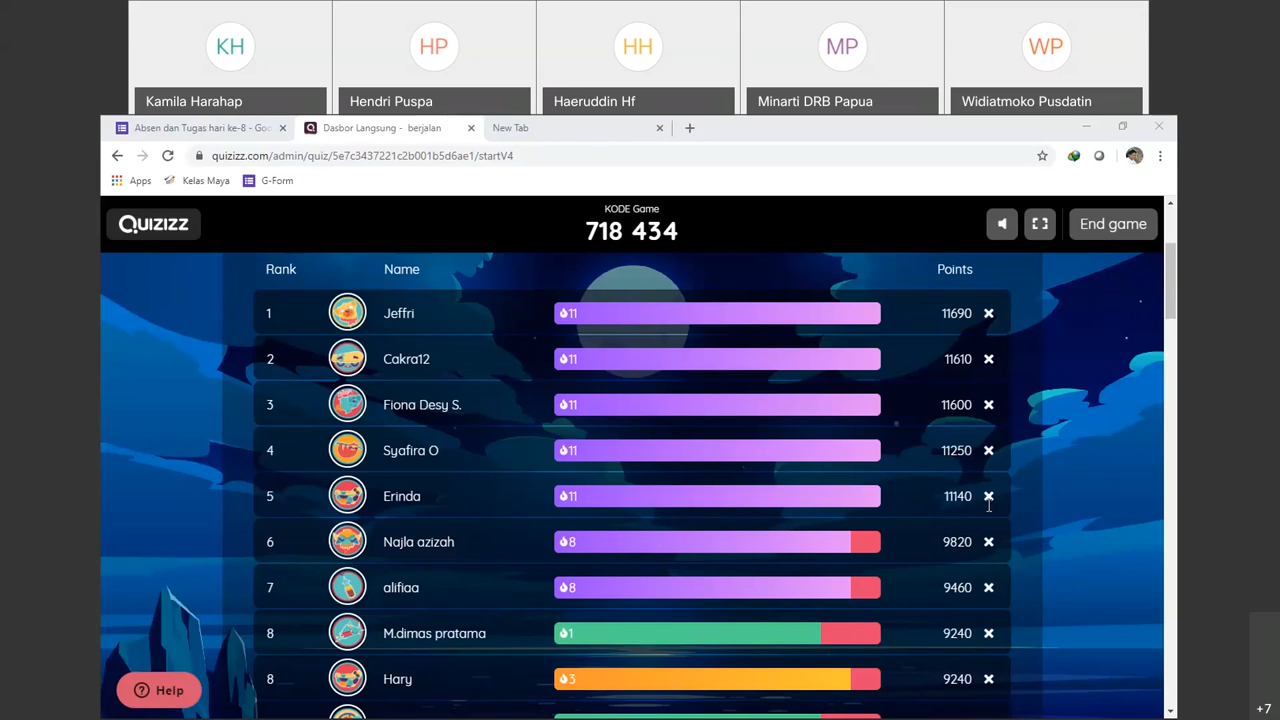 KH HP HH MP WP
Kamila Harahap Hendri Puspa Haeruddin Hf Minarti DRB Papua Widiatmoko Pusdatin
Absen dan Tugas hari ke-8 - Goo Dasbor Langsung - berjalan New Tab
quizizz.com/admin/quiz/5e7c3437221c2b001b5d6ae1/startV4
Apps Kelas Maya G-Form
Quizizz KODE Game End game
718 434
Rank Name Points
1 Jeffri 11 11690
2 Cakra12 11 11610
3 Fiona Desy S. 11 11600
4 Syafira O 11 11250
5 Erinda 11 11140
6 Najla azizah 8 9820
7 alifiaa 8 9460
8 M.dimas pratama 1 9240
8 Hary 3 9240
Help
+7